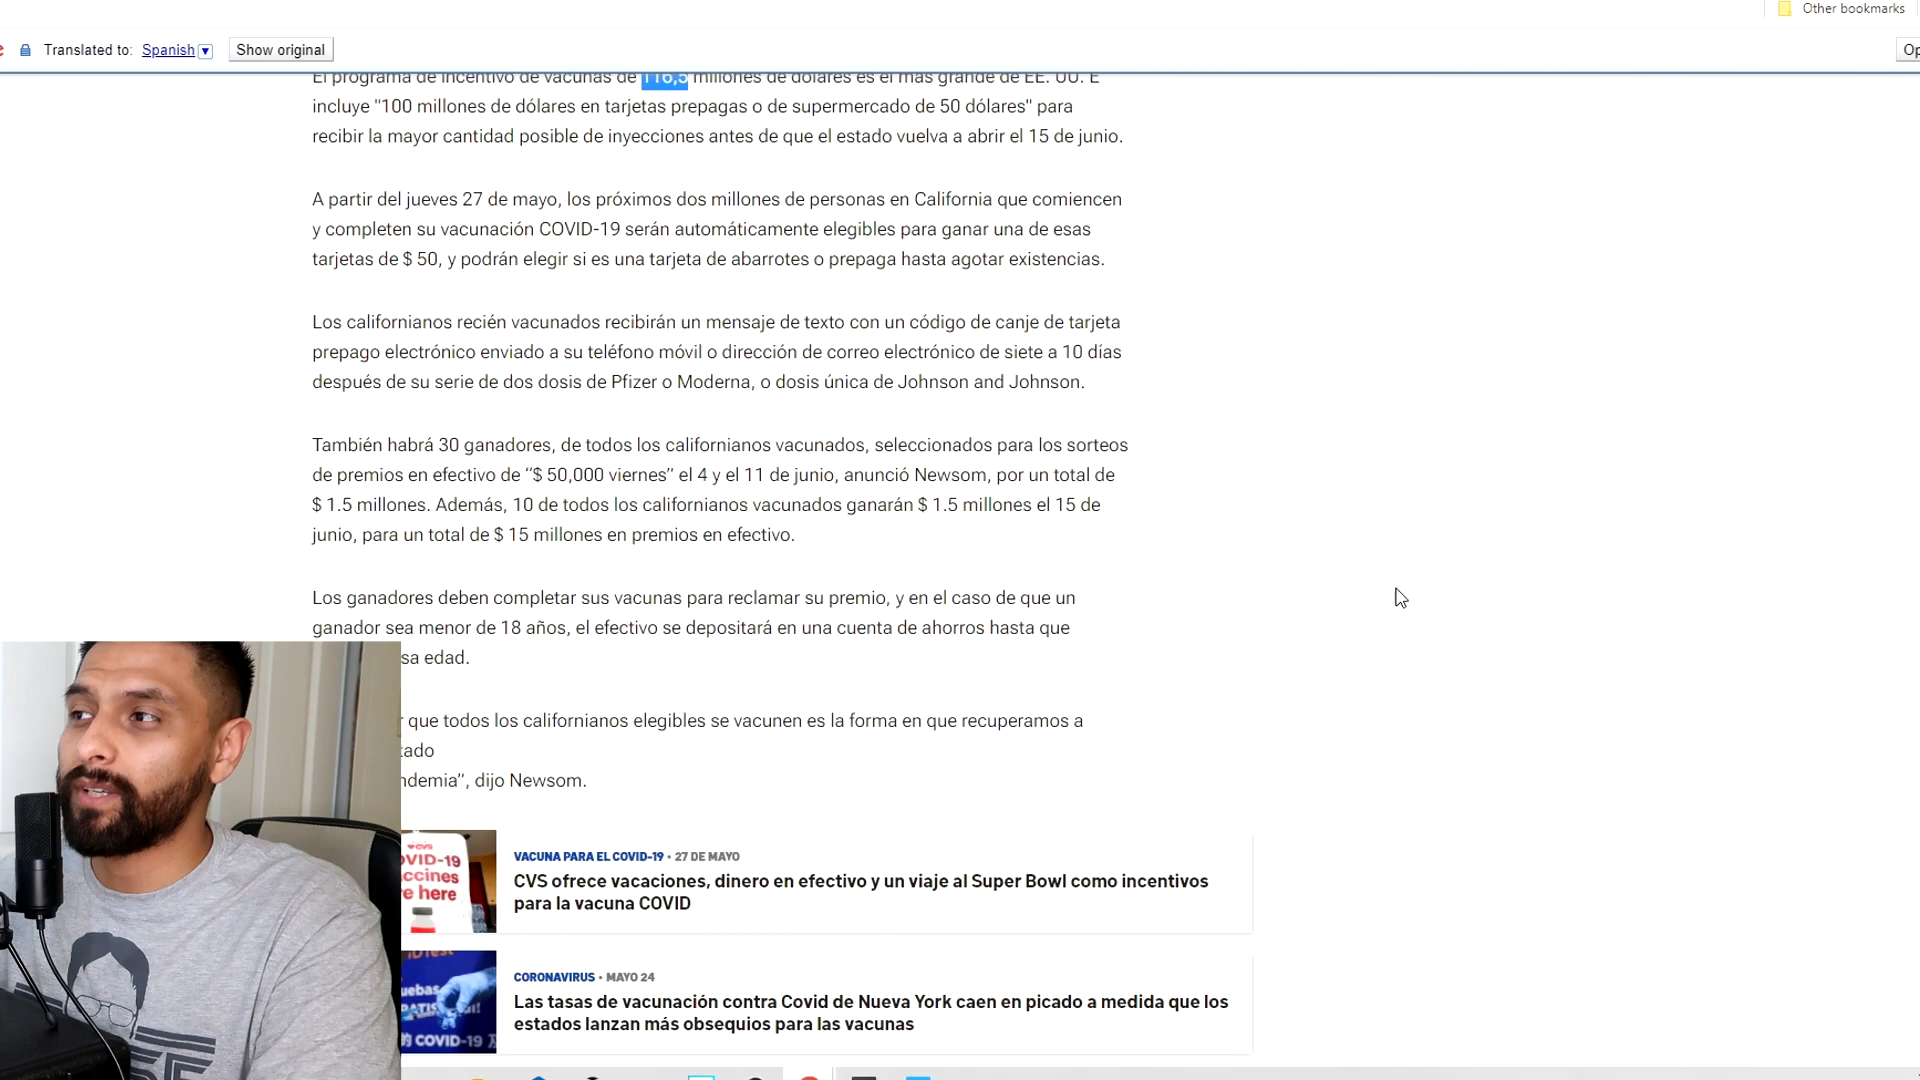 Other bookmarks
Translated to: Spanish Show original
El programa de incentivo de vacunas de 116,5 millones de dólares es el más grande de EE. UU. E
incluye "100 millones de dólares en tarjetas prepagas o de supermercado de 50 dólares" para
recibir la mayor cantidad posible de inyecciones antes de que el estado vuelva a abrir el 15 de junio.
A partir del jueves 27 de mayo, los próximos dos millones de personas en California que comiencen
y completen su vacunación COVID-19 serán automáticamente elegibles para ganar una de esas
tarjetas de $ 50, y podrán elegir si es una tarjeta de abarrotes o prepaga hasta agotar existencias.
Los californianos recién vacunados recibirán un mensaje de texto con un código de canje de tarjeta
prepago electrónico enviado a su teléfono móvil o dirección de correo electrónico de siete a 10 días
después de su serie de dos dosis de Pfizer o Moderna, o dosis única de Johnson and Johnson.
También habrá 30 ganadores, de todos los californianos vacunados, seleccionados para los sorteos
de premios en efectivo de “$ 50,000 viernes” el 4 y el 11 de junio, anunció Newsom, por un total de
$ 1.5 millones. Además, 10 de todos los californianos vacunados ganarán $ 1.5 millones el 15 de
junio, para un total de $ 15 millones en premios en efectivo.
Los ganadores deben completar sus vacunas para reclamar su premio, y en el caso de que un
ganador sea menor de 18 años, el efectivo se depositará en una cuenta de ahorros hasta que
sa edad.
que todos los californianos elegibles se vacunen es la forma en que recuperamos a
tado
ndemia”, dijo Newsom.
CVS
OVID-19
ccines
e here
VACUNA PARA EL COVID-19 • 27 DE MAYO
CVS ofrece vacaciones, dinero en efectivo y un viaje al Super Bowl como incentivos
para la vacuna COVID
CORONAVIRUS • MAYO 24
Las tasas de vacunación contra Covid de Nueva York caen en picado a medida que los
estados lanzan más obsequios para las vacunas
COVID-19